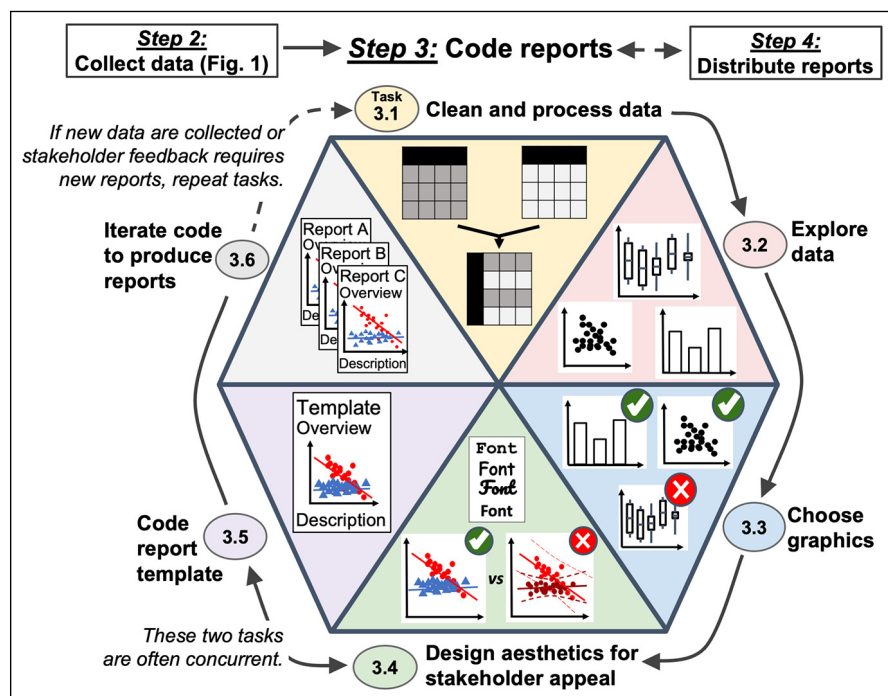 Step 2:
Collect data (Fig. 1)
Step 3: Code reports
Step 4:
Distribute reports
Task
3.1
Clean and process data
If new data are collected or
stakeholder feedback requires
new reports, repeat tasks.
3.2
Explore
data
Iterate code
to produce
reports
3.6
Report A
Overview
Report B
Overview
Report C
Overview
De
De
Description
Template
Overview
Description
Font
Font
Font
Font
vs
3.3
Choose
graphics
Code
report
template
3.5
These two tasks
are often concurrent.
3.4
Design aesthetics for
stakeholder appeal